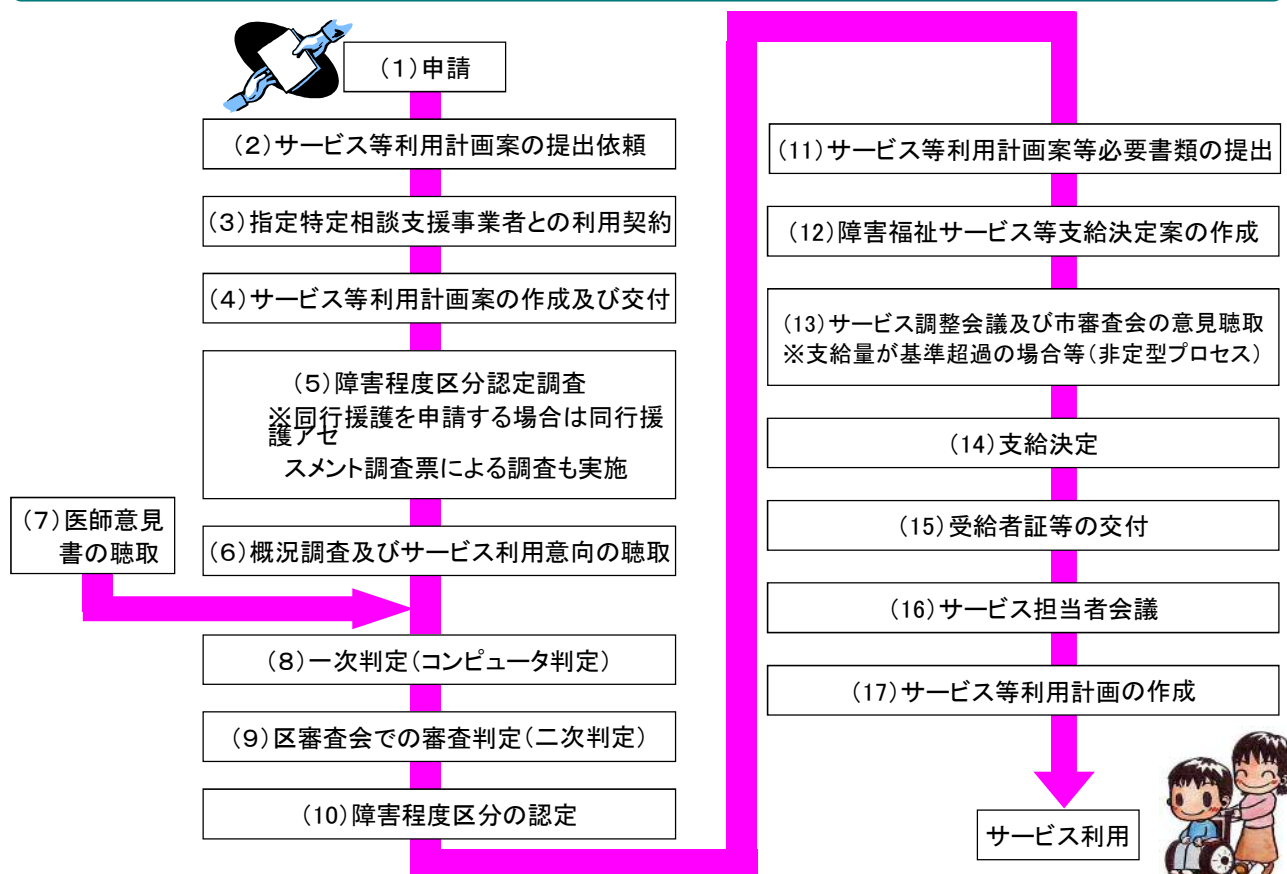 (1)申請
(2)サービス等利用計画案の提出依頼
(3)指定特定相談支援事業者との利用契約
(4)サービス等利用計画案の作成及び交付
(5)障害程度区分認定調査
※同行援護を申請する場合は同行援
護アセ
スメント調査票による調査も実施
(6)概況調査及びサービス利用意向の聴取
(7)医師意見
書の聴取
(8)一次判定(コンピュータ判定)
(9)区審査会での審査判定(二次判定)
(10)障害程度区分の認定
(11)サービス等利用計画案等必要書類の提出
(12)障害福祉サービス等支給決定案の作成
(13)サービス調整会議及び市審査会の意見聴取
※支給量が基準超過の場合等(非定型プロセス)
(14)支給決定
(15)受給者証等の交付
(16)サービス担当者会議
(17)サービス等利用計画の作成
サービス利用